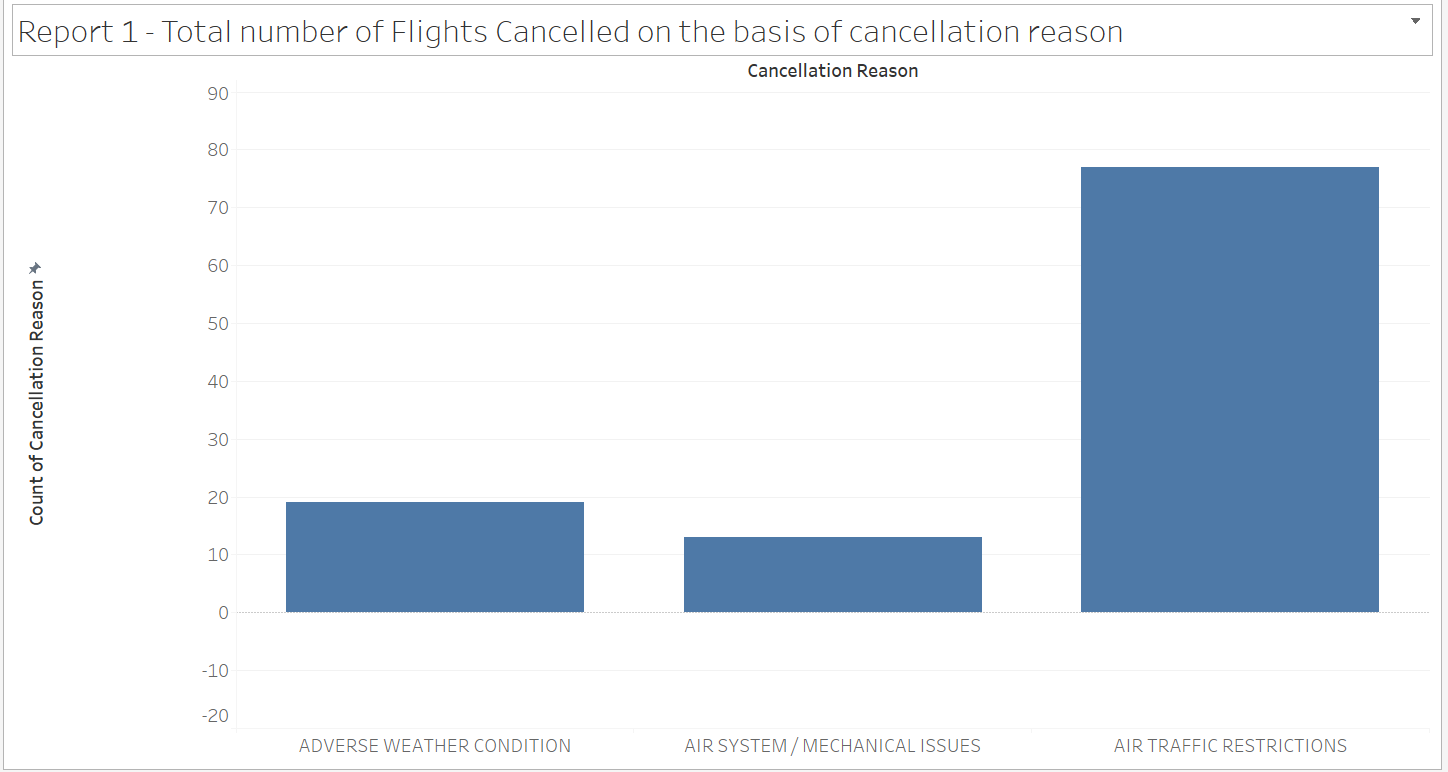 Report 1 - Total number of Flights Cancelled on the basis of cancellation reason
Cancellation Reason
Count of Cancellation Reason
90
80
70
60
50
40
30
20
10
0
-10
-20
ADVERSE WEATHER CONDITION
AIR SYSTEM / MECHANICAL ISSUES
AIR TRAFFIC RESTRICTIONS